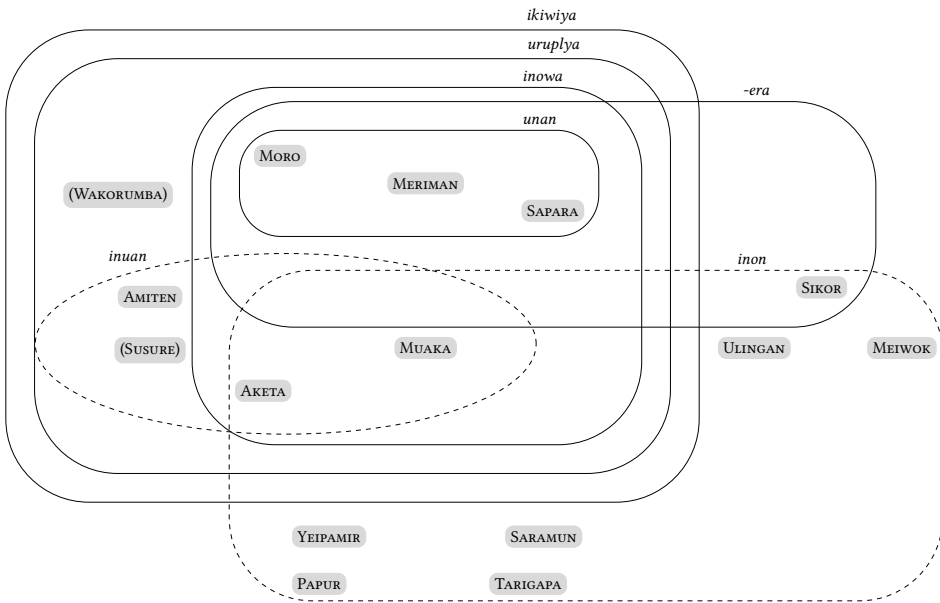 ikiwiya
uruplya
inowa
-era
unan
Moro
Meriman
(Wakorumba)
Sapara
inuan
inon
Amiten
Sikor
(Susure)
Muaka
Ulingan
Meiwok
Aketa
Yeipamir
Saramun
Papur
Tarigapa